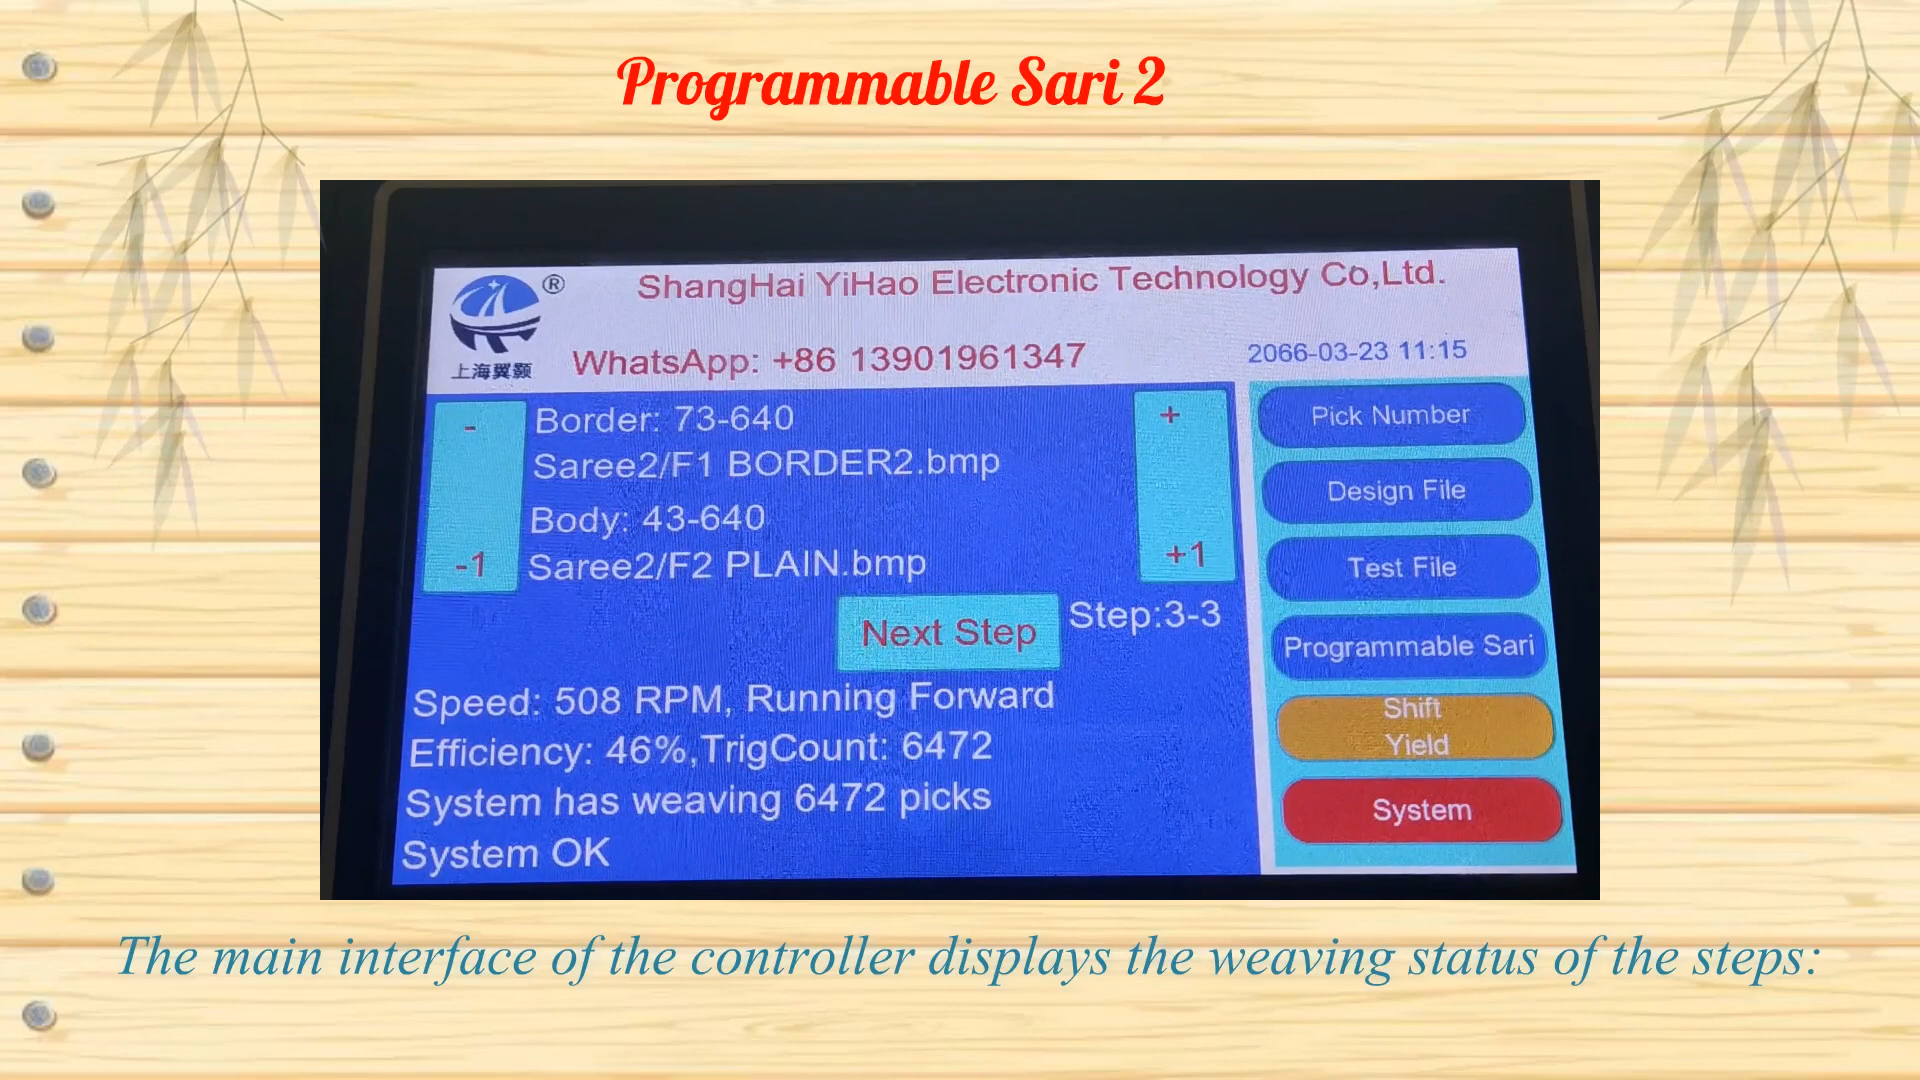 Programmable Sari 2
®
ShangHai YiHao Electronic Technology Co,Ltd.
上海翼颢
WhatsApp: +86 13901961347
2066-03-23 11:15
-
Border: 73-640
+
Saree2/F1 BORDER2.bmp
Body: 43-640
-1
Saree2/F2 PLAIN.bmp
+1
Next Step
Step:3-3
Speed: 508 RPM, Running Forward
Efficiency: 46%,TrigCount: 6472
System has weaving 6472 picks
System OK
Pick Number
Design File
Test File
Programmable Sari
Shift
Yield
System
The main interface of the controller displays the weaving status of the steps: